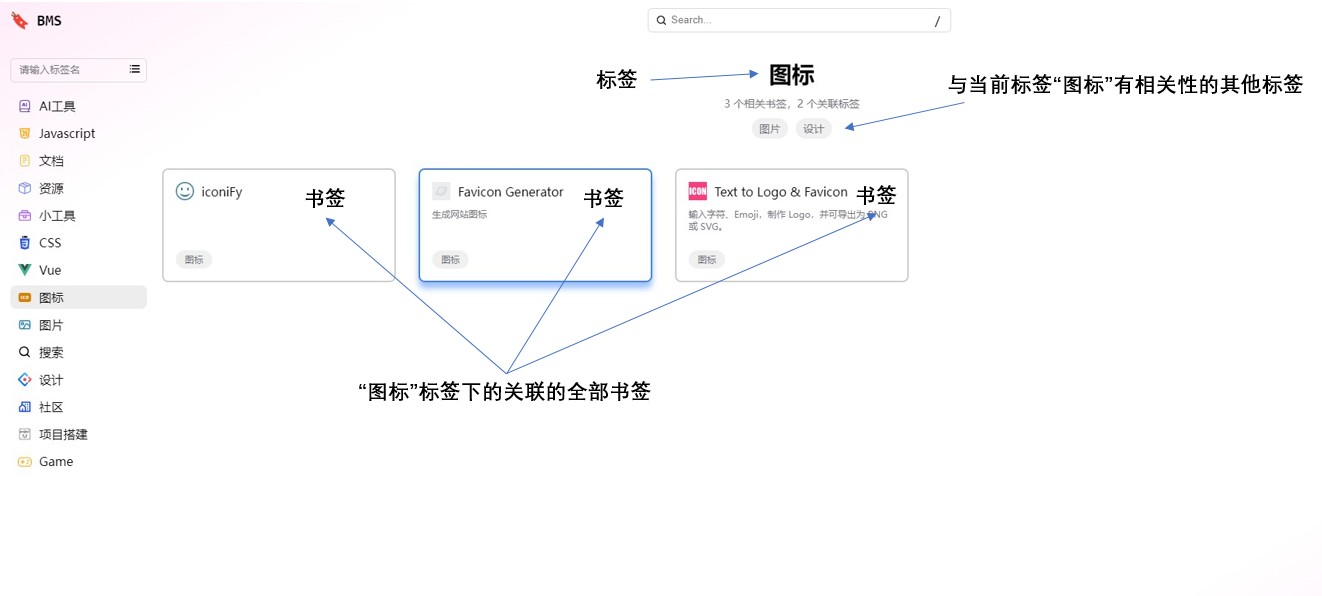 BMS
Search...
/
请输入标签名
AI工具
Javascript
文档
资源
小工具
CSS
Vue
图标
图片
搜索
设计
社区
项目搭建
Game
标签
图标
与当前标签“图标”有相关性的其他标签
3 个相关书签，2 个关联标签
图片
设计
iconiFy
书签
图标
Favicon Generator
书签
生成网站图标
图标
ICON
Text to Logo & Favicon
书签
输入字符、Emoji，制作 Logo，并可导出为 PNG
或 SVG。
图标
“图标”标签下的关联的全部书签